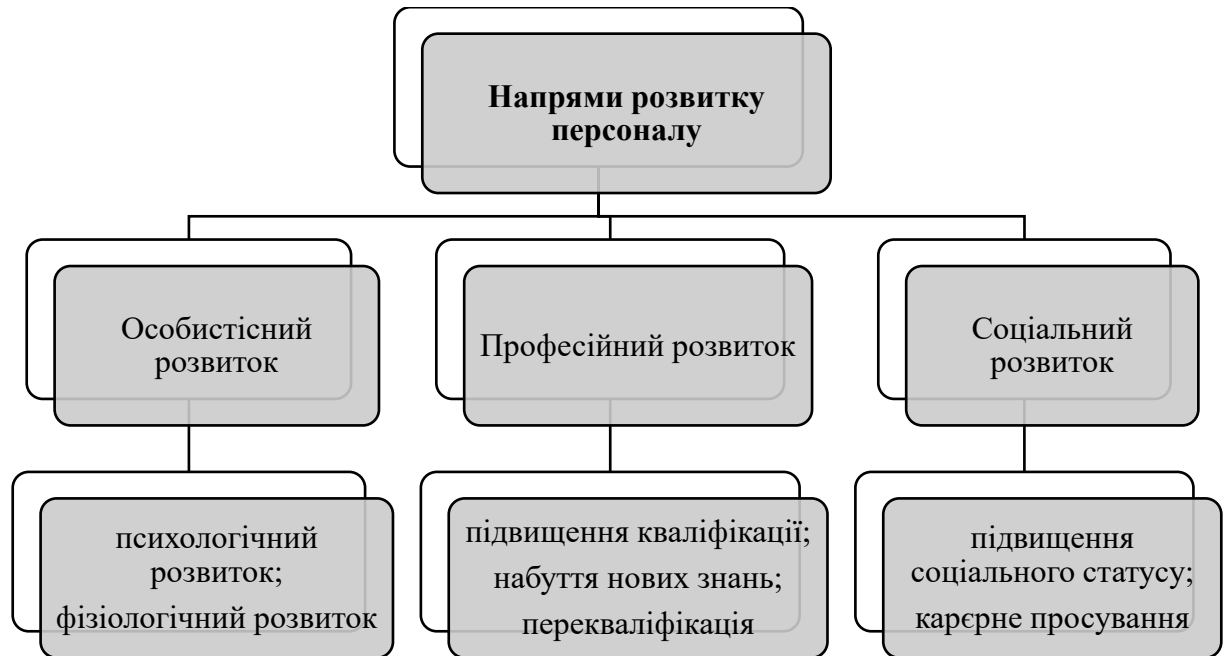 Напрями розвитку
персоналу
Особистісний
розвиток
Професійний розвиток
Соціальний
розвиток
психологічний
розвиток;
фізіологічний розвиток
підвищення кваліфікації;
набуття нових знань;
перекваліфікація
підвищення
соціального статусу;
карєрне просування